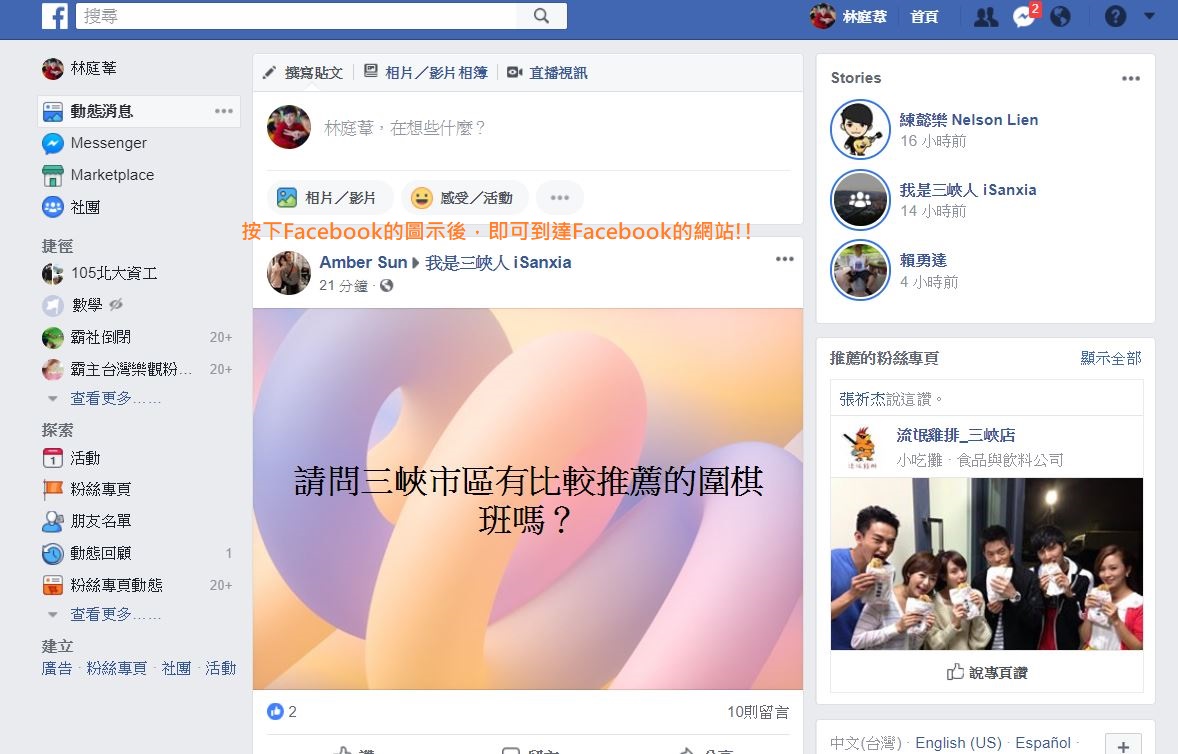 搜尋
林庭葦
首頁
2
林庭葦
動態消息
Messenger
Marketplace
社團
捷徑
105北大資工
數學
霸社倒閉 20+
霸主台灣樂觀粉... 20+
查看更多……
探索
1
活動
粉絲專頁
朋友名單
動態回顧 1
粉絲專頁動態 20+
查看更多……
建立
廣告 · 粉絲專頁 · 社團 · 活動
撰寫貼文
相片／影片相簿
直播視訊
林庭葦，在想些什麼？
相片／影片
感受／活動
按下Facebook的圖示後，即可到達Facebook的網站!!
Amber Sun ▸ 我是三峽人 iSanxia
21 分鐘 ·
請問三峽市區有比較推薦的圍棋
班嗎？
2
10則留言
讚
留言
分享
Stories
練懿樂 Nelson Lien
16 小時前
我是三峽人 iSanxia
14 小時前
賴勇達
4 小時前
推薦的粉絲專頁
顯示全部
張祈杰說這讚。
流氓雞排_三峽店
小吃攤 · 食品與飲料公司
說專頁讚
中文(台灣) · English (US) · Español ·